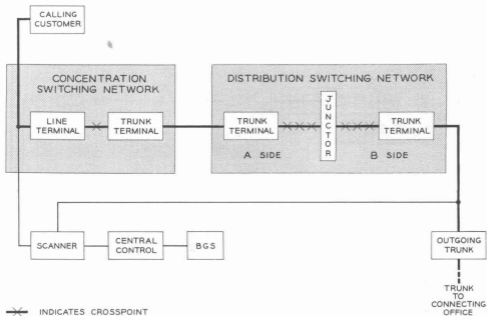 CALLING
CUSTOMER
CONCENTRATION
SWITCHING NETWORK
DISTRIBUTION SWITCHING NETWORK
LINE
TERMINAL
TRUNK
TERMINAL
TRUNK
TERMINAL
JUNCTOR
TRUNK
TERMINAL
A SIDE
B SIDE
SCANNER
CENTRAL
CONTROL
BGS
OUTGOING
TRUNK
TRUNK
TO
CONNECTING
OFFICE
INDICATES CROSSPOINT